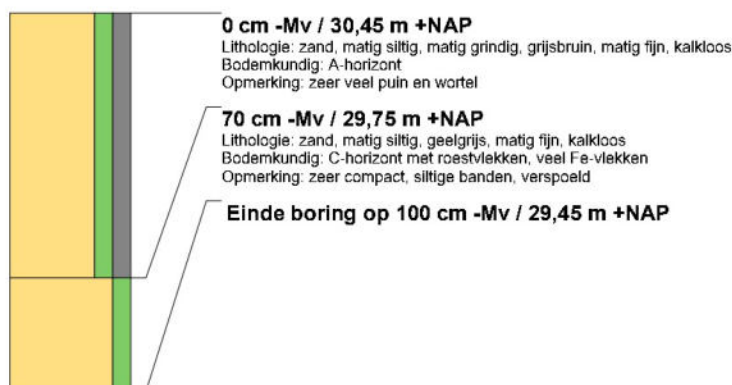 0 cm -Mv / 30,45 m +NAP
Lithologie: zand, matig siltig, matig grindig, grijsbruin, matig fijn, kalkloos
Bodemkundig: A-horizont
Opmerking: zeer veel puin en wortel
70 cm -Mv / 29,75 m +NAP
Lithologie: zand, matig siltig, geelgrijs, matig fijn, kalkloos
Bodemkundig: C-horizont met roestvlekken, veel Fe-vlekken
Opmerking: zeer compact, siltige banden, verspoeld
Einde boring op 100 cm -Mv / 29,45 m +NAP